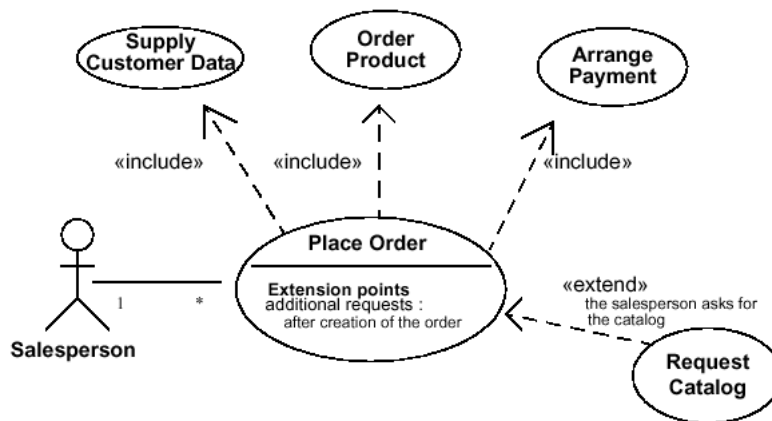 Supply
Customer Data
Order
Product
Arrange
Payment
«include»
«include»
«include»
Place Order
Extension points
additional requests :
after creation of the order
1
*
Salesperson
«extend»
the salesperson asks for
the catalog
Request
Catalog